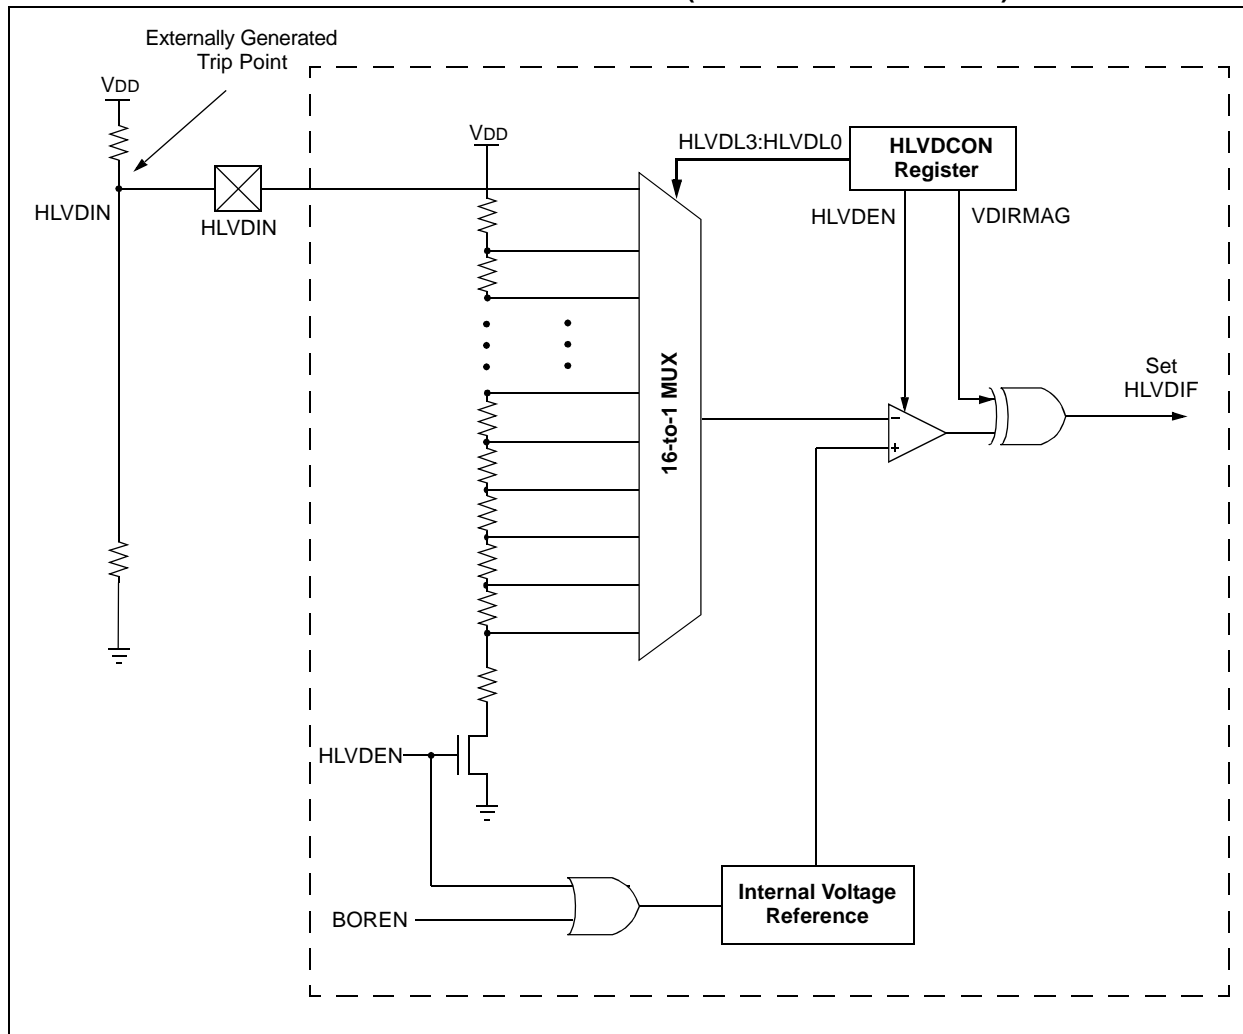 Externally Generated
Trip Point
VDD
VDD
HLVDL3:HLVDL0
HLVDCON
Register
HLVDIN
HLVDIN
HLVDEN
VDIRMAG
16-to-1 MUX
Set
HLVDIF
–
+
HLVDEN
Internal Voltage
Reference
BOREN